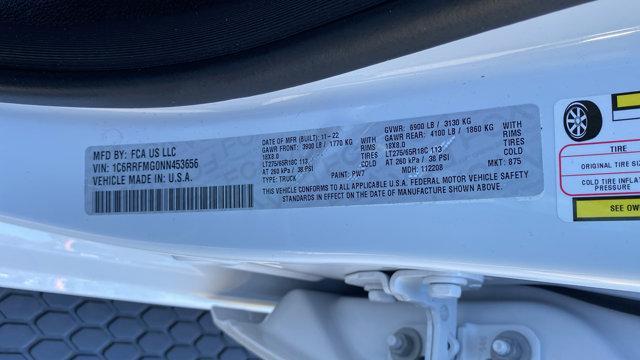 MFD BY: FCA US LLC
VIN: 1C6RRFMG0NN453656
VEHICLE MADE IN U.S.A.
DATE OF MFR (BUILT): 11-22
GAWR FRONT: 3900 LB / 1770 KG
18X8.0
LT275/65R18C 113
AT 260 kPa / 38 PSI
TYPE: TRUCK
PAINT: PW7
GVWR: 6900 LB / 3130 KG
GAWR REAR: 4100 LB / 1860 KG
18X8.0
WITH
RIMS
LT275/65R18C 113
TIRES
AT 260 kPa / 38 PSI
COLD
MDH: 112208
MKT: 875
WITH
RIMS
TIRES
COLD
THIS VEHICLE CONFORMS TO ALL APPLICABLE U.S.A. FEDERAL MOTOR VEHICLE SAFETY
STANDARDS IN EFFECT ON THE DATE OF MANUFACTURE SHOWN ABOVE
TIRE
ORIGINAL TIRE SIZ
COLD TIRE INFLAT
PRESSURE
SEE OW